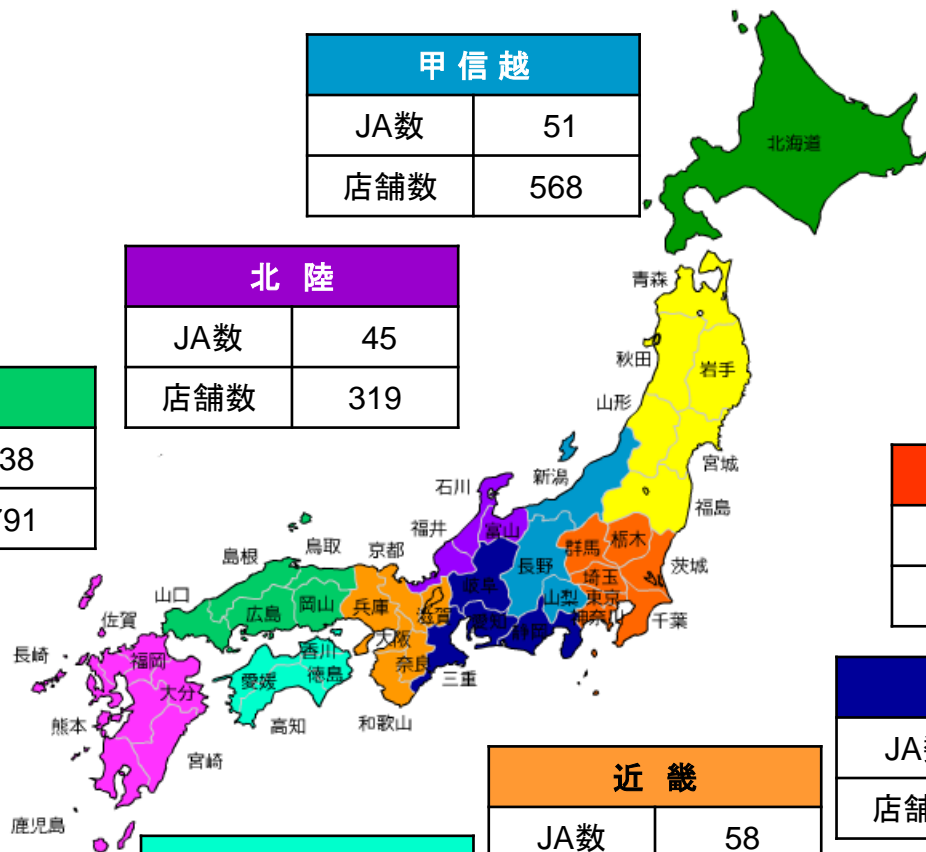 甲 信 越
JA数 51
店舗数 568
北海道
北 陸
JA数 45
店舗数 319
青森
秋田
岩手
山形
38
791
宮城
新潟
石川
福島
福井
富山
群馬
栃木
島根
鳥取
京都
長野
茨城
岐阜
埼玉
山口
広島
岡山
兵庫
滋賀
山梨
東京
佐賀
愛知
静岡
神奈川
千葉
大阪
長崎
福岡
香川
奈良
三重
愛媛
徳島
大分
熊本
高知
和歌山
宮崎
近 畿
JA数 58
JA
店舗
鹿児島